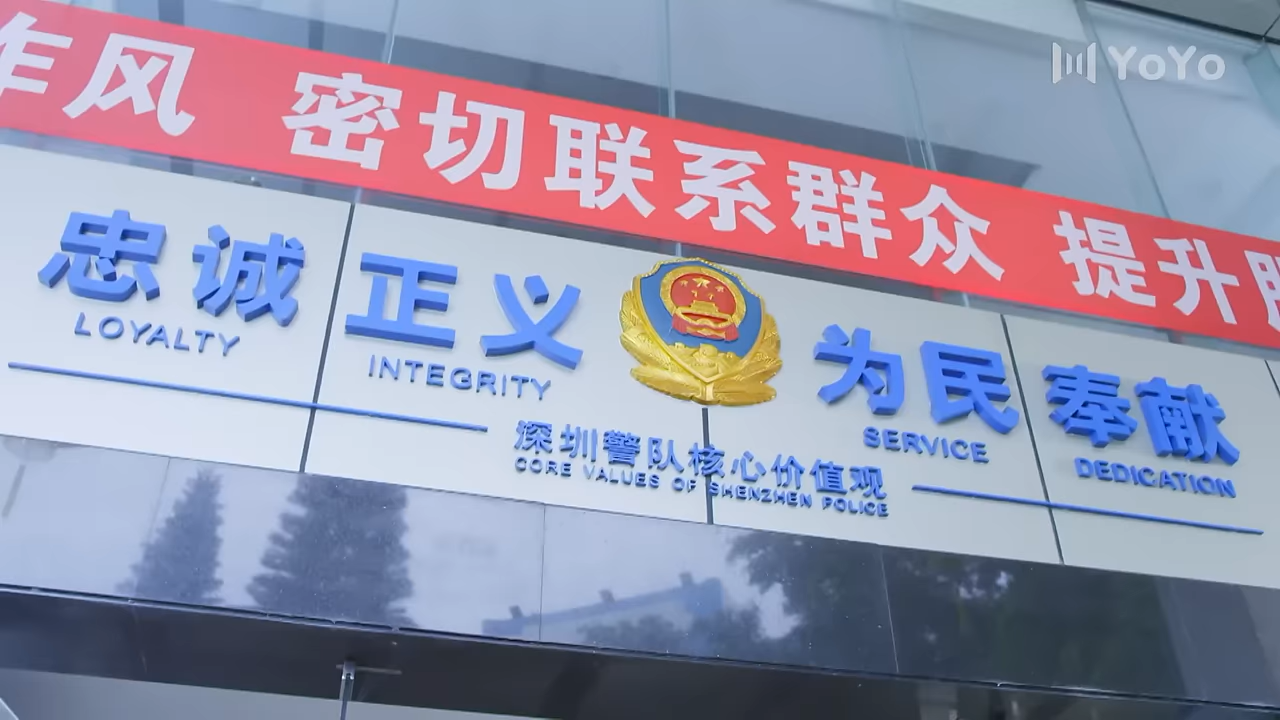 YoYo
作风 密切联系群众 提升
忠诚 正义 为民 奉献
LOYALTY INTEGRITY SERVICE DEDICATION
深圳警队核心价值观
CORE VALUES OF SHENZHEN POLICE